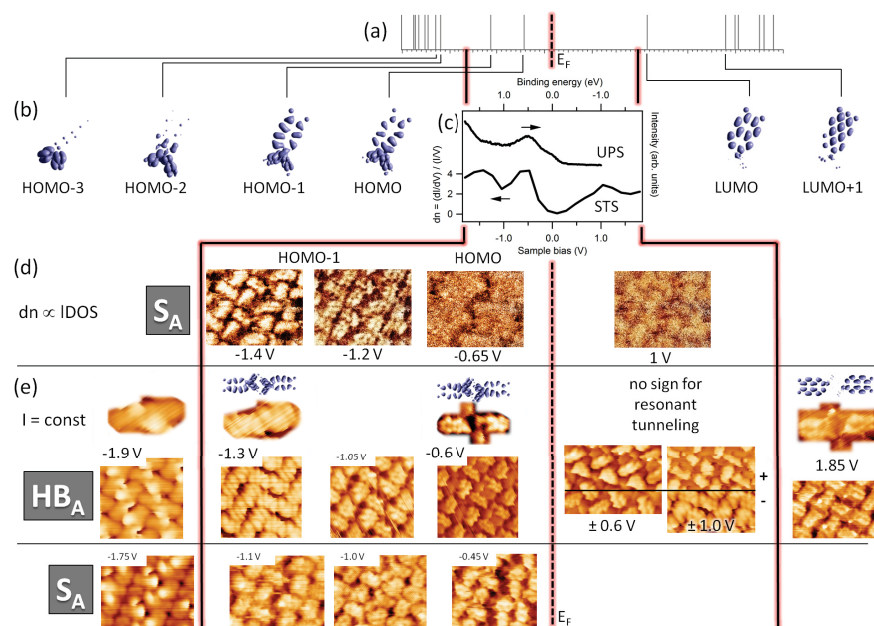 (a)
E_F
Binding energy (eV)
1.0 0.0 -1.0
(b)
(c)
UPS
STS
dn = (dI/dV) / (I/V)
4
2
0
Intensity (arb. units)
-1.0 0.0 1.0
Sample bias (V)
HOMO-3
HOMO-2
HOMO-1
HOMO
LUMO
LUMO+1
(d)
HOMO-1
HOMO
dn ∝ lDOS
S_A
-1.4 V
-1.2 V
-0.65 V
1 V
(e)
I = const
no sign for
resonant
tunneling
-1.9 V
-1.3 V
-1.05 V
-0.6 V
1.85 V
HB_A
+
-
± 0.6 V
± 1.0 V
-1.75 V
-1.1 V
-1.0 V
-0.45 V
S_A
E_F